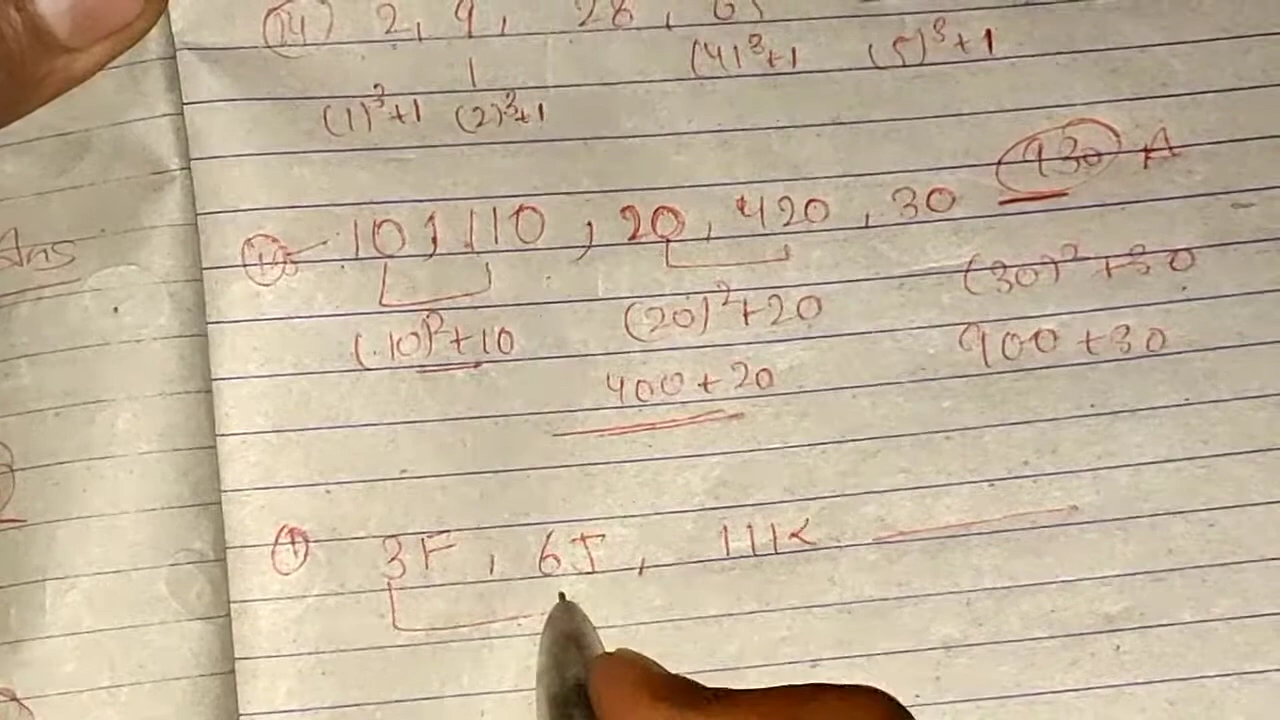 (14) 2, 9, 28, 65
(4)³+1 (5)³+1
(1)³+1 (2)³+1
930 A
10, 110, 20, 420, 30
Ans
(30)²+30
(10)²+10 (20)²+20
900+30
400+20
① 3F, 6J, 11K